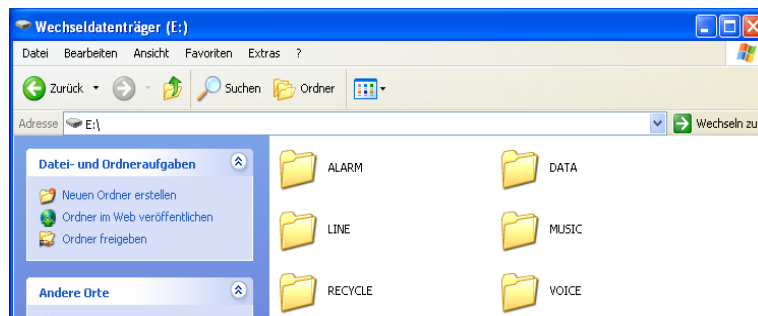 Wechseldatenträger (E:)
Datei Bearbeiten Ansicht Favoriten Extras ?
Zurück Suchen Ordner
Adresse E:\ Wechseln zu
Datei- und Ordneraufgaben
Neuen Ordner erstellen
Ordner im Web veröffentlichen
Ordner freigeben
Andere Orte
ALARM DATA
LINE MUSIC
RECYCLE VOICE